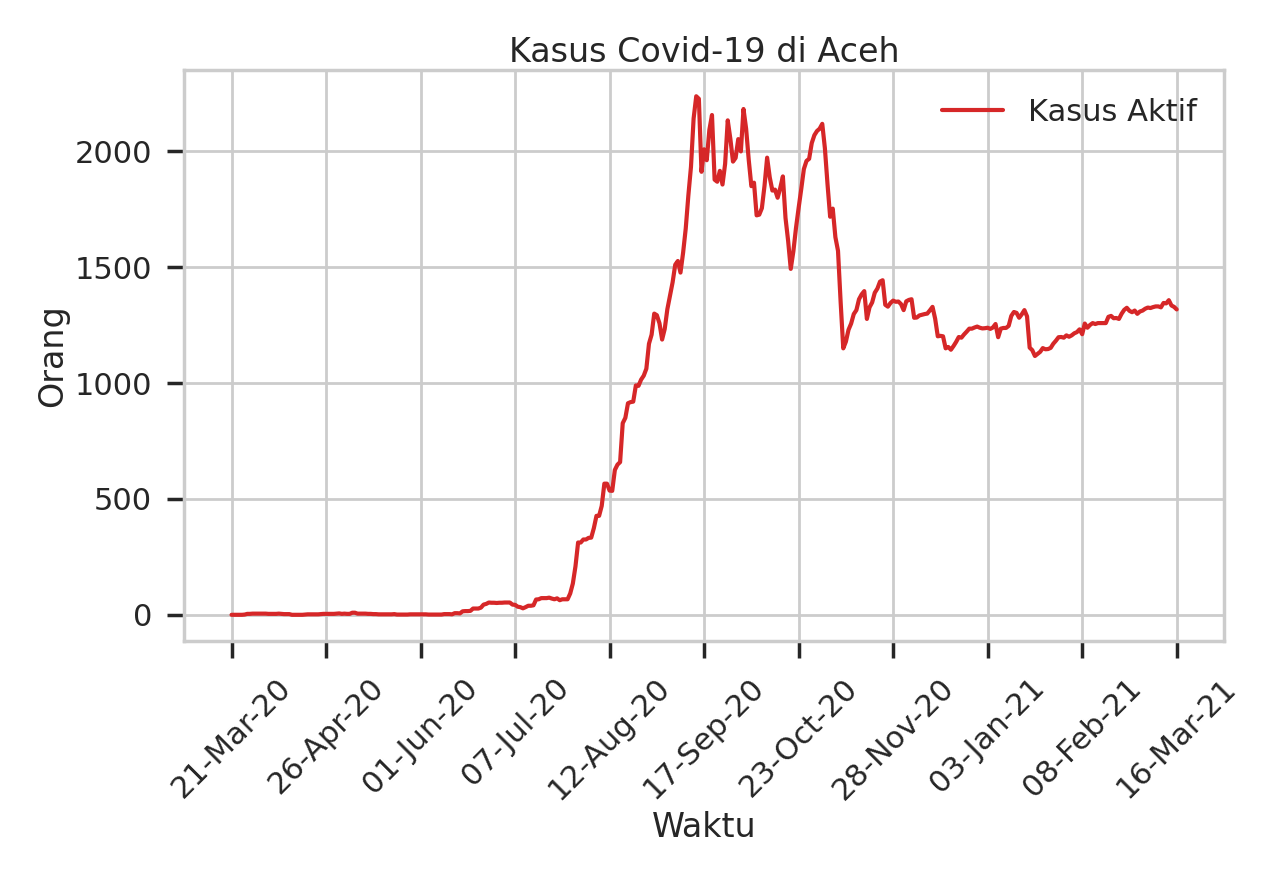 Kasus Covid-19 di Aceh
Kasus Aktif
Orang
2000
1500
1000
500
0
21-Mar-20
26-Apr-20
01-Jun-20
07-Jul-20
12-Aug-20
17-Sep-20
23-Oct-20
28-Nov-20
03-Jan-21
08-Feb-21
16-Mar-21
Waktu